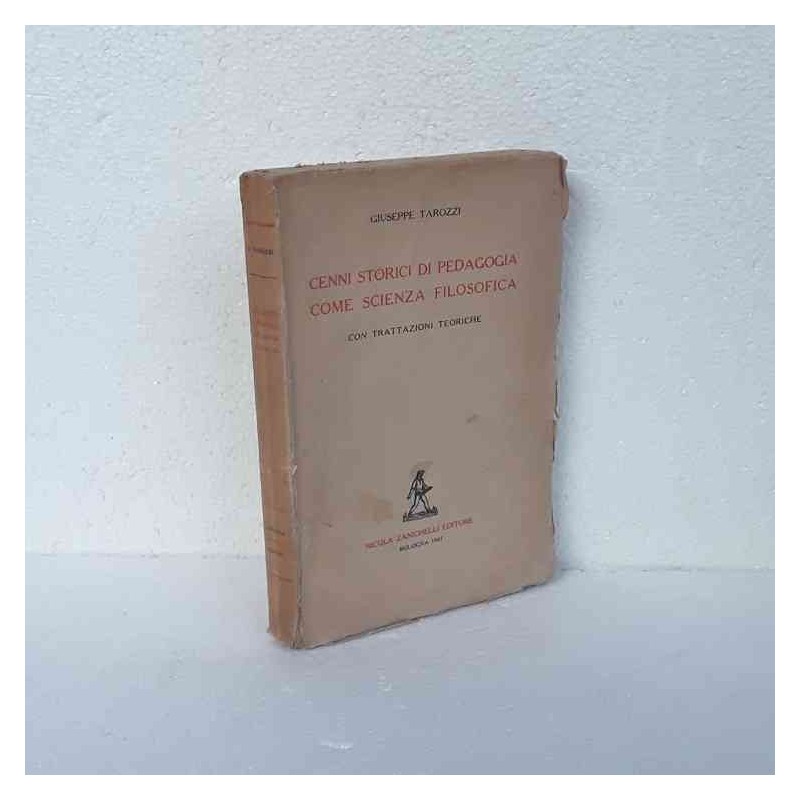 GIUSEPPE TAROZZI
CENNI STORICI DI PEDAGOGIA
COME SCIENZA FILOSOFICA
CON TRATTAZIONI TEORICHE
NICOLA ZANICHELLI EDITORE
BOLOGNA